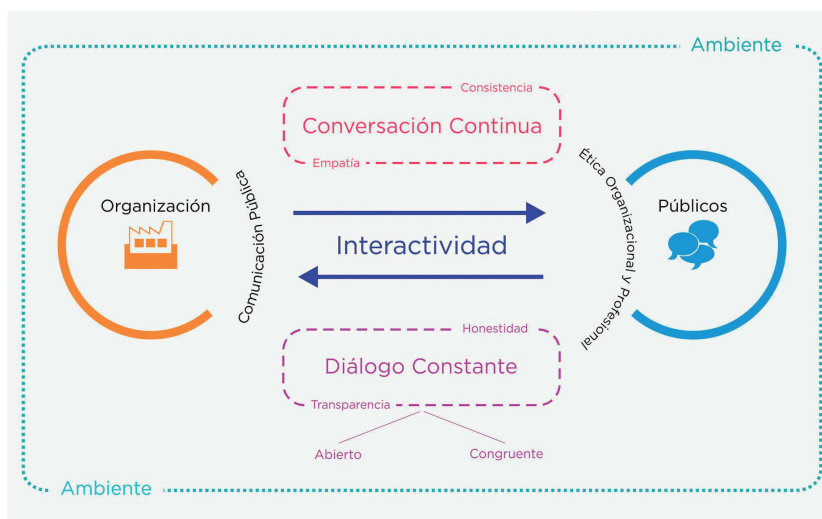 Ambiente
Consistencia
Conversación Continua
Empatía
Organización
Comunicación Pública
Interactividad
Ética Organizacional y Profesional
Públicos
Honestidad
Diálogo Constante
Transparencia
Abierto
Congruente
Ambiente